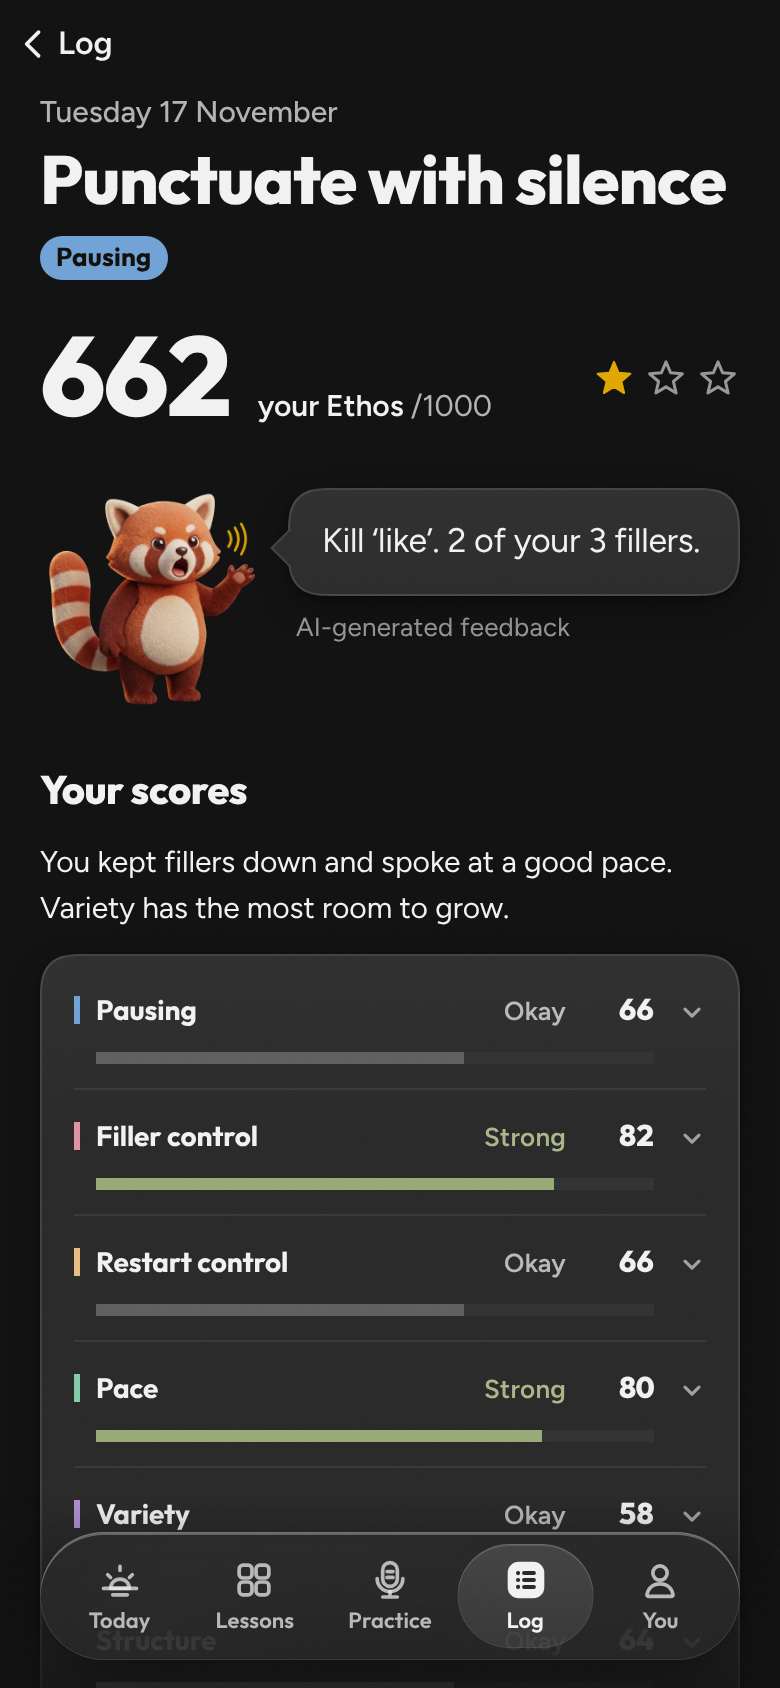 Log
Tuesday 17 November
Punctuate with silence
Pausing
662 your Ethos /1000
Kill ‘like’. 2 of your 3 fillers.
AI-generated feedback
Your scores
You kept fillers down and spoke at a good pace.
Variety has the most room to grow.
Pausing Okay 66
Filler control Strong 82
Restart control Okay 66
Pace Strong 80
Variety Okay 58
Structure Okay 64
Today Lessons Practice Log You